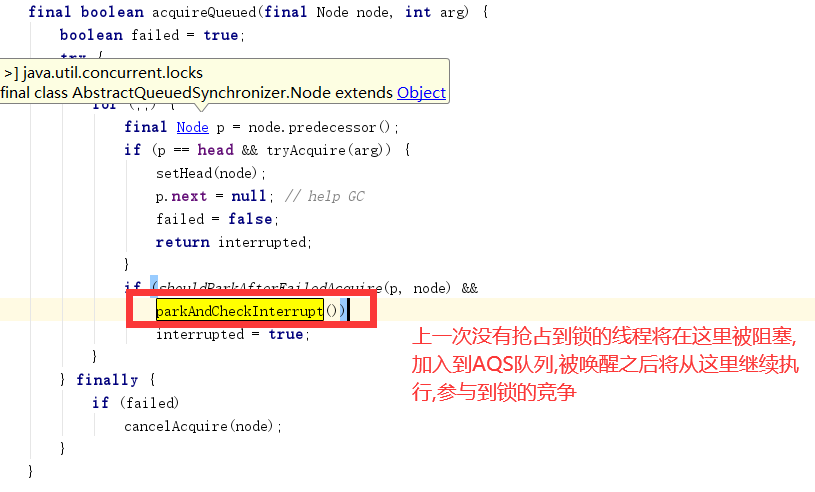 final boolean acquireQueued(final Node node, int arg) {
boolean failed = true;
>] java.util.concurrent.locks
final class AbstractQueuedSynchronizer.Node extends Object
final Node p = node.predecessor();
if (p == head && tryAcquire(arg)) {
setHead(node);
p.next = null; // help GC
failed = false;
return interrupted;
}
if (shouldParkAfterFailedAcquire(p, node) &&
parkAndCheckInterrupt())
interrupted = true;
上一次没有抢占到锁的线程将在这里被阻塞,
加入到AQS队列,被唤醒之后将从这里继续执
行,参与到锁的竞争
}
} finally {
if (failed)
cancelAcquire(node);
}
}